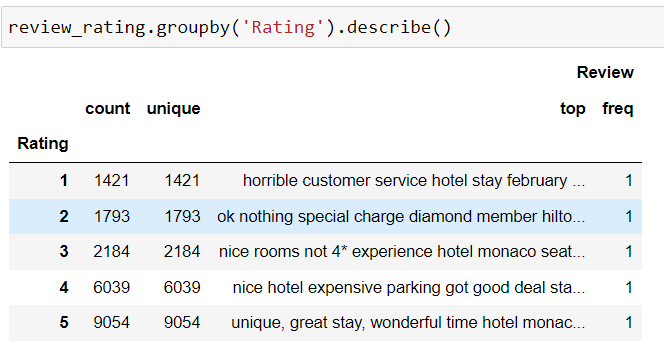 review_rating.groupby('Rating').describe()
Review
count unique top freq
Rating
1 1421 1421 horrible customer service hotel stay february ... 1
2 1793 1793 ok nothing special charge diamond member hilto... 1
3 2184 2184 nice rooms not 4* experience hotel monaco seat... 1
4 6039 6039 nice hotel expensive parking got good deal sta... 1
5 9054 9054 unique, great stay, wonderful time hotel monac... 1